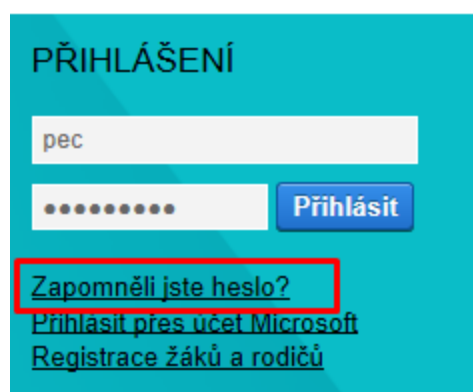 PŘIHLÁŠENÍ
pec
●●●●●●●●● Přihlásit
Zapomněli jste heslo?
Přihlásit přes účet Microsoft
Registrace žáků a rodičů